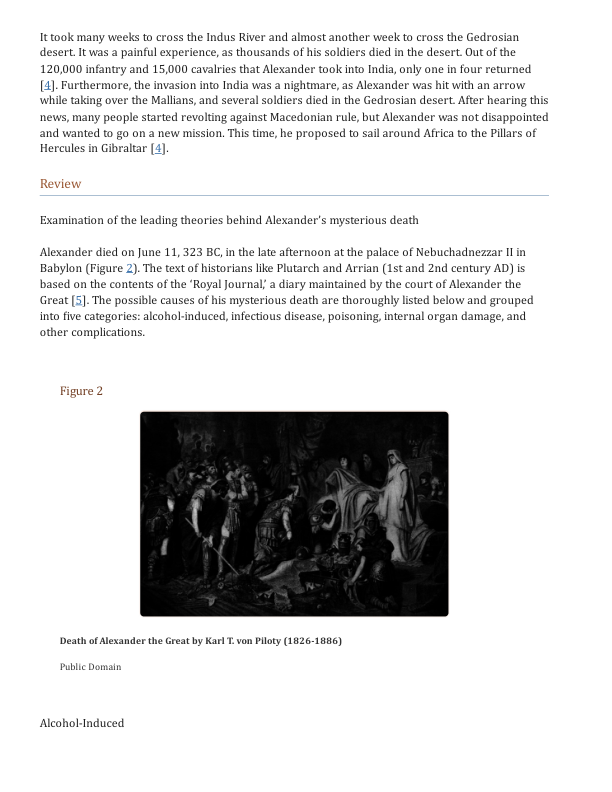 It took many weeks to cross the Indus River and almost another week to cross the Gedrosian
desert. It was a painful experience, as thousands of his soldiers died in the desert. Out of the
120,000 infantry and 15,000 cavalries that Alexander took into India, only one in four returned
[4]. Furthermore, the invasion into India was a nightmare, as Alexander was hit with an arrow
while taking over the Mallians, and several soldiers died in the Gedrosian desert. After hearing this
news, many people started revolting against Macedonian rule, but Alexander was not disappointed
and wanted to go on a new mission. This time, he proposed to sail around Africa to the Pillars of
Hercules in Gibraltar [4].
Review
Examination of the leading theories behind Alexander's mysterious death
Alexander died on June 11, 323 BC, in the late afternoon at the palace of Nebuchadnezzar II in
Babylon (Figure 2). The text of historians like Plutarch and Arrian (1st and 2nd century AD) is
based on the contents of the ‘Royal Journal,’ a diary maintained by the court of Alexander the
Great [5]. The possible causes of his mysterious death are thoroughly listed below and grouped
into five categories: alcohol-induced, infectious disease, poisoning, internal organ damage, and
other complications.
Figure 2
Death of Alexander the Great by Karl T. von Piloty (1826-1886)
Public Domain
Alcohol-Induced